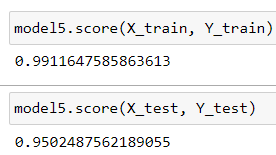 model5.score(X_train, Y_train)
0.9911647585863613
model5.score(X_test, Y_test)
0.9502487562189055